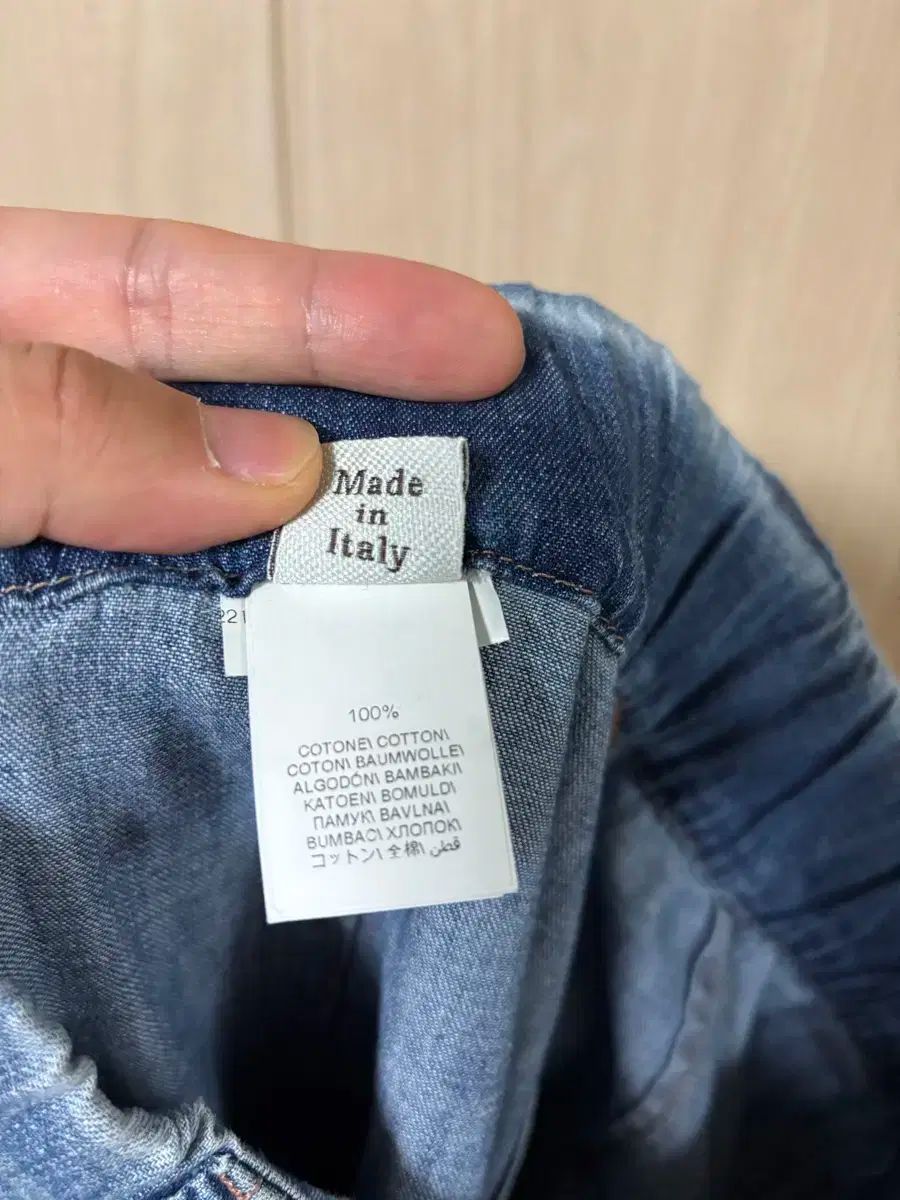 Made
in
Italy
221
100%
COTONE\ COTTON\
COTON\ BAUMWOLLE\
ALGODÓN\ BAMBAKI\
KATOEN\ BOMULD\
ПАМУК\ BAVLNA\
BUMBAC\ ХЛОПОК\
コットン\ 全棉\ قطن